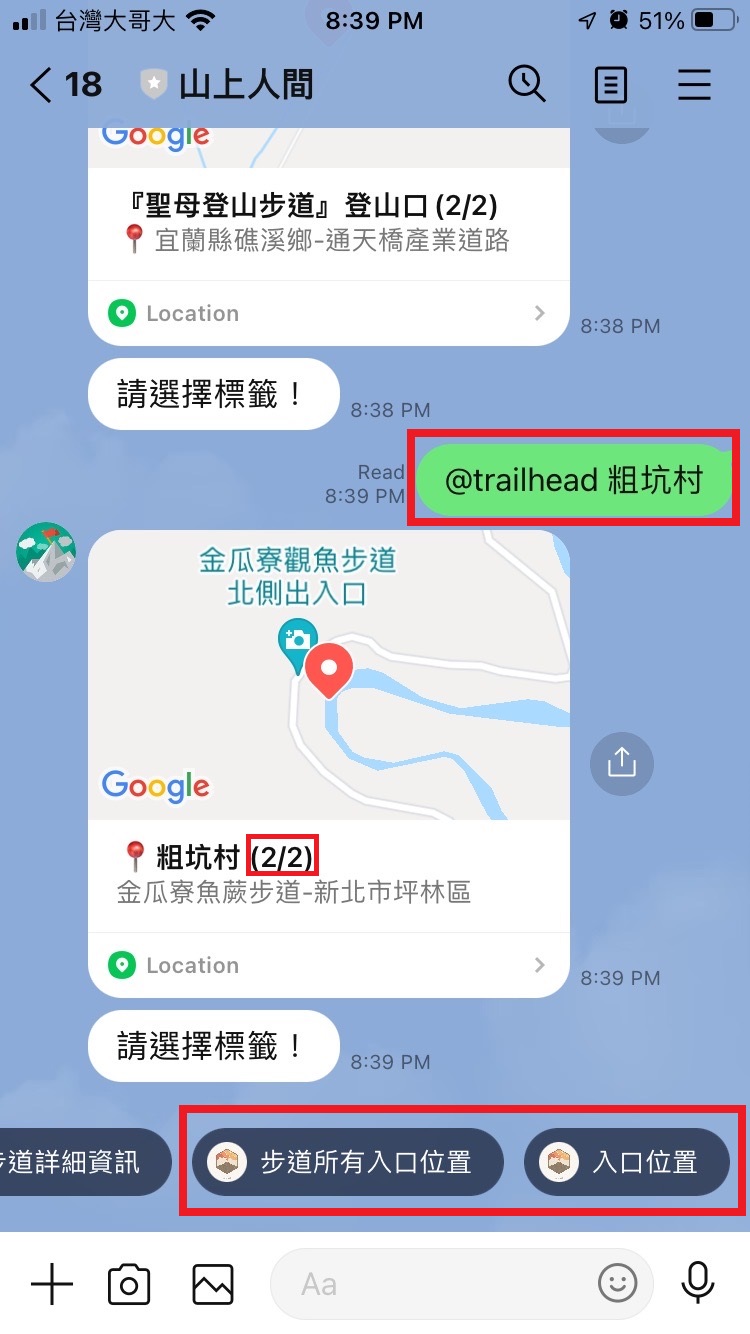 台灣大哥大
8:39 PM
51%
18
山上人間
Google
『聖母登山步道』登山口 (2/2)
📍 宜蘭縣礁溪鄉-通天橋產業道路
Location
8:38 PM
請選擇標籤！
8:38 PM
Read
8:39 PM
@trailhead 粗坑村
金瓜寮觀魚步道
北側出入口
Google
📍 粗坑村 (2/2)
金瓜寮魚蕨步道-新北市坪林區
Location
8:39 PM
請選擇標籤！
8:39 PM
道詳細資訊
步道所有入口位置
入口位置
Aa